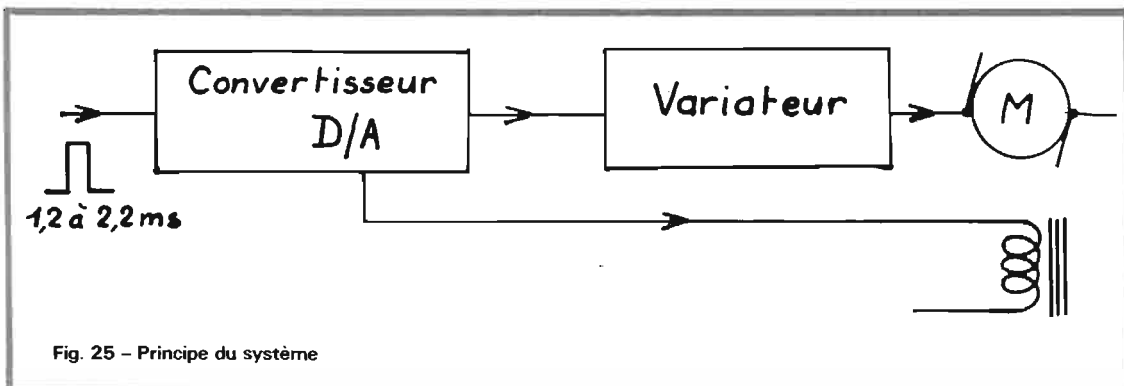 Convertisseur
D/A
Variateur
M
1,2 à 2,2 ms
Fig. 25 – Principe du système